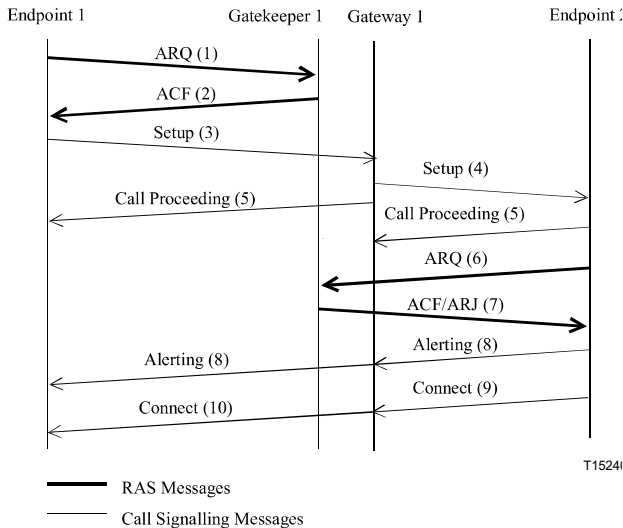 Endpoint 1 Gatekeeper 1 Gateway 1 Endpoint 2
ARQ (1)
ACF (2)
Setup (3)
Setup (4)
Call Proceeding (5)
Call Proceeding (5)
ARQ (6)
ACF/ARJ (7)
Alerting (8)
Alerting (8)
Connect (9)
Connect (10)
T15240
RAS Messages
Call Signalling Messages